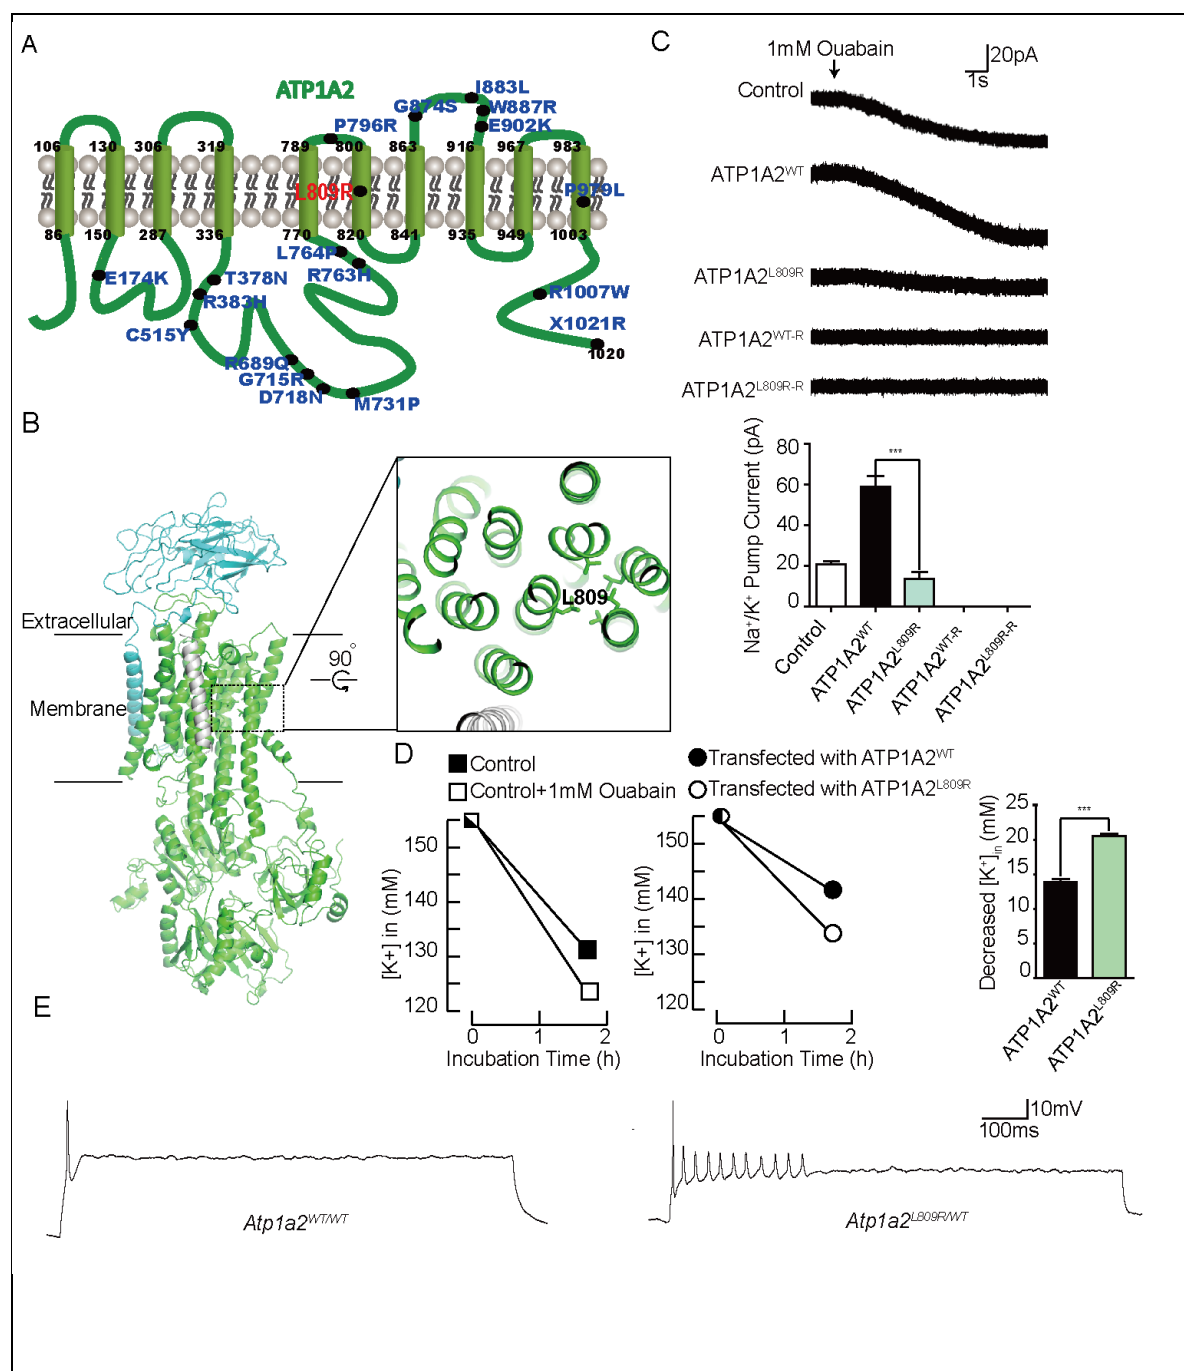 A
ATP1A2
P796R
G874S
I883L
W887R
E902K
106 130 306 319 789 800 863 916 967 983
L809R
P979L
86 150 287 336 770 820 841 935 949 1003
E174K
T378N
R383H
C515Y
L764P
R763H
R689Q
G715R
D718N
M731P
R1007W
X1021R
1020
B
Extracellular
Membrane
90°
L809
C
1mM Ouabain
20pA
1s
Control
ATP1A2WT
ATP1A2L809R
ATP1A2WT-R
ATP1A2L809R-R
Na+/K+ Pump Current (pA)
80
60
40
20
0
***
Control
ATP1A2WT
ATP1A2L809R
ATP1A2WT-R
ATP1A2L809R-R
D
Control
Control+1mM Ouabain
[K+] in (mM)
150
140
130
120
0 1 2
Incubation Time (h)
Transfected with ATP1A2WT
Transfected with ATP1A2L809R
[K+] in (mM)
150
140
130
120
0 1 2
Incubation Time (h)
Decreased [K+]in (mM)
25
20
15
10
5
0
***
ATP1A2WT
ATP1A2L809R
E
10mV
100ms
Atp1a2WT/WT
Atp1a2L809R/WT